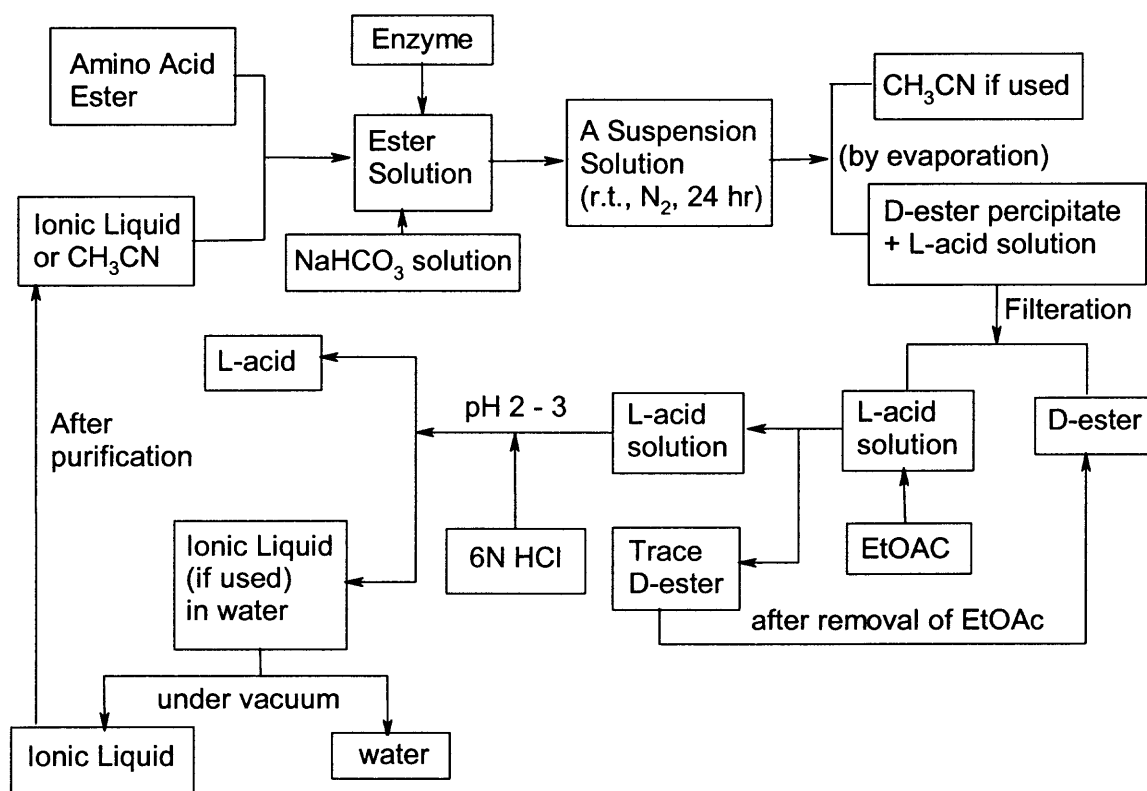 Enzyme
Amino Acid
Ester
CH₃CN if used
Ester
Solution
A Suspension
Solution
(r.t., N₂, 24 hr)
(by evaporation)
Ionic Liquid
or CH₃CN
NaHCO₃ solution
D-ester percipitate
+ L-acid solution
Filteration
L-acid
After
purification
pH 2 - 3
L-acid
solution
L-acid
solution
D-ester
Ionic Liquid
(if used)
in water
6N HCl
Trace
D-ester
EtOAC
after removal of EtOAc
under vacuum
Ionic Liquid
water